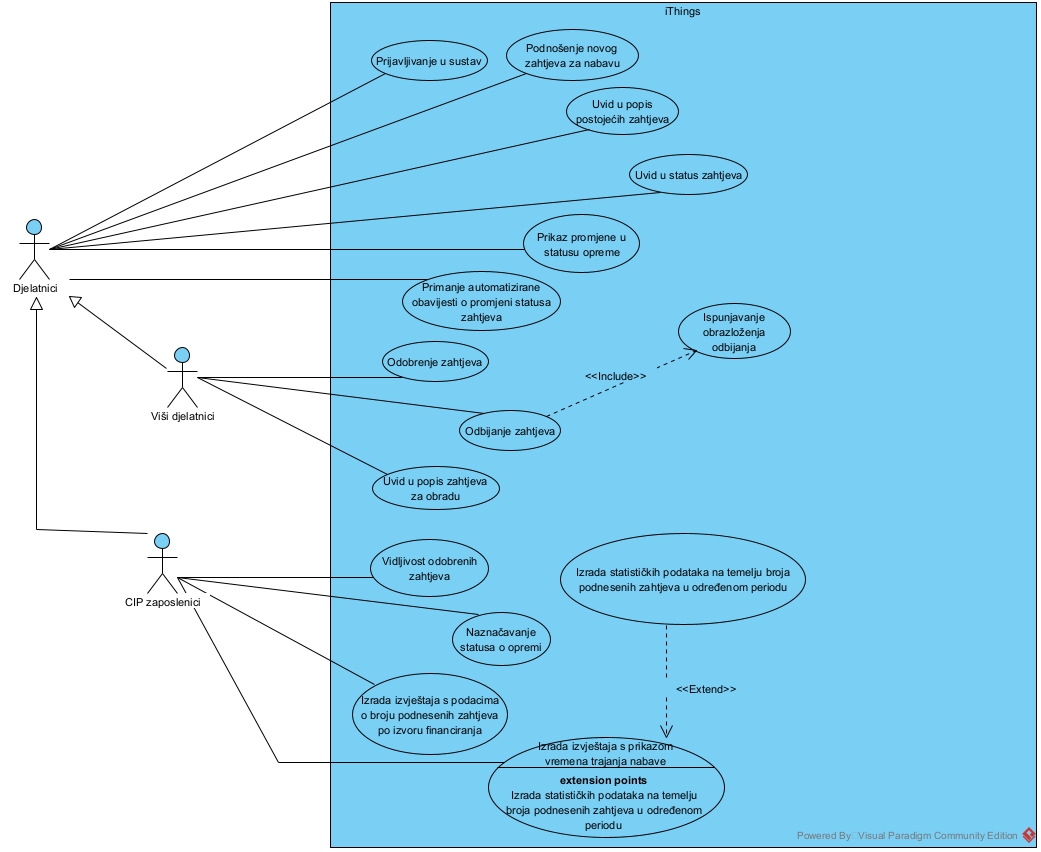 iThings
Prijavljivanje u sustav
Podnošenje novog
zahtjeva za nabavu
Uvid u popis
postojećih zahtjeva
Uvid u status zahtjeva
Prikaz promjene u
statusu opreme
Djelatnici
Primanje automatizirane
obavijesti o promjeni statusa
zahtjeva
Ispunjavanje
obrazloženja
odbijanja
Odobrenje zahtjeva
<<Include>>
Viši djelatnici
Odbijanje zahtjeva
Uvid u popis zahtjeva
za obradu
Vidljivost odobrenih
zahtjeva
Izrada statističkih podataka na temelju broja
podnesenih zahtjeva u određenom periodu
CIP zaposlenici
Naznačavanje
statusa o opremi
<<Extend>>
Izrada izvještaja s podacima
o broju podnesenih zahtjeva
po izvoru financiranja
Izrada izvještaja s prikazom
vremena trajanja nabave
extension points
Izrada statističkih podataka na temelju
broja podnesenih zahtjeva u određenom
periodu
Powered By Visual Paradigm Community Edition